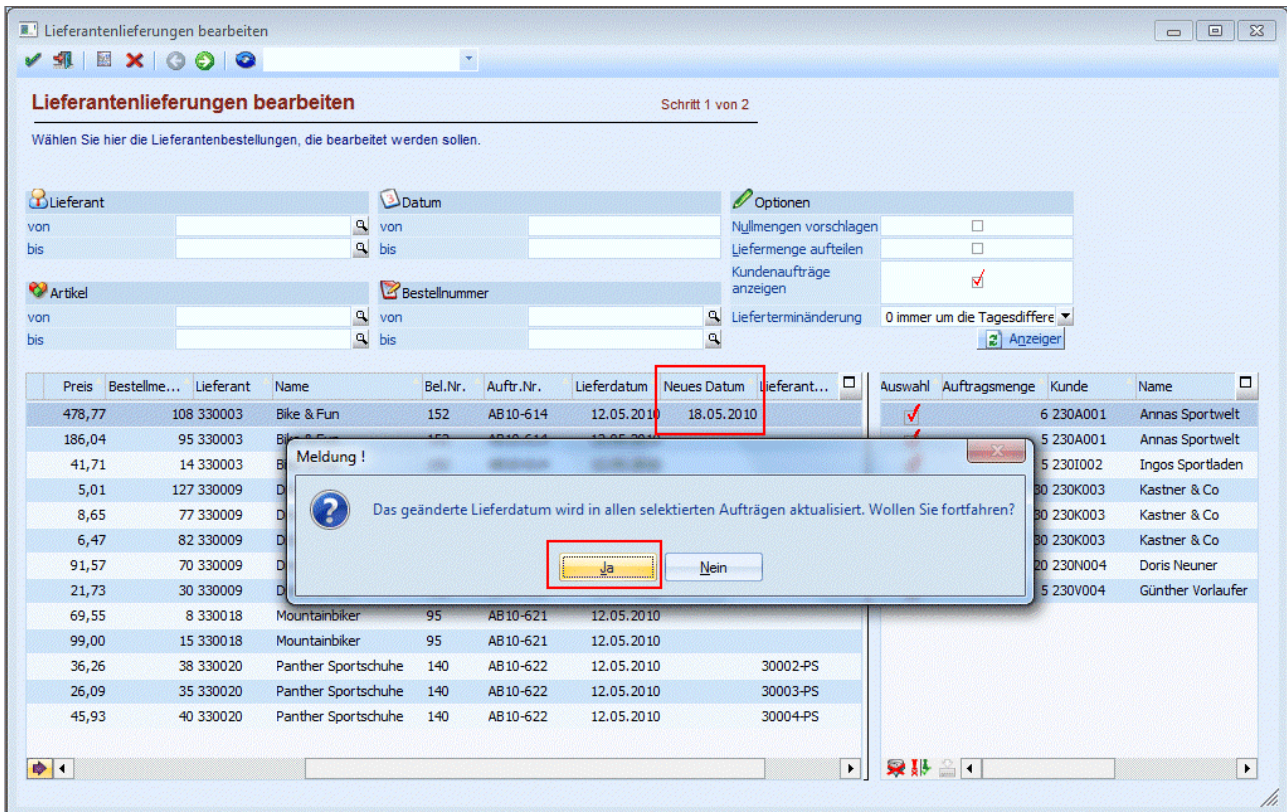 Lieferantenlieferungen bearbeiten
Lieferantenlieferungen bearbeiten Schritt 1 von 2
Wählen Sie hier die Lieferantenbestellungen, die bearbeitet werden sollen.
Lieferant Datum Optionen
von von Nullmengen vorschlagen
bis bis Liefermenge aufteilen
Kundenaufträge anzeigen
Artikel Bestellnummer
von von Lieferterminänderung 0 immer um die Tagesdiffere
bis bis Anzeigen
Preis Bestellme... Lieferant Name Bel.Nr. Auftr.Nr. Lieferdatum Neues Datum Lieferant... Auswahl Auftragsmenge Kunde Name
478,77 108 330003 Bike & Fun 152 AB10-614 12.05.2010 18.05.2010 6 230A001 Annas Sportwelt
186,04 95 330003 5 230A001 Annas Sportwelt
41,71 14 330003 5 230I002 Ingos Sportladen
5,01 127 330009 230K003 Kastner & Co
8,65 77 330009 230K003 Kastner & Co
6,47 82 330009 230K003 Kastner & Co
91,57 70 330009 230N004 Doris Neuner
21,73 30 330009 5 230V004 Günther Vorlaufer
69,55 8 330018 Mountainbiker 95 AB10-621 12.05.2010
99,00 15 330018 Mountainbiker 95 AB10-621 12.05.2010
36,26 38 330020 Panther Sportschuhe 140 AB10-622 12.05.2010 30002-PS
26,09 35 330020 Panther Sportschuhe 140 AB10-622 12.05.2010 30003-PS
45,93 40 330020 Panther Sportschuhe 140 AB10-622 12.05.2010 30004-PS
Meldung !
Das geänderte Lieferdatum wird in allen selektierten Aufträgen aktualisiert. Wollen Sie fortfahren?
Ja Nein